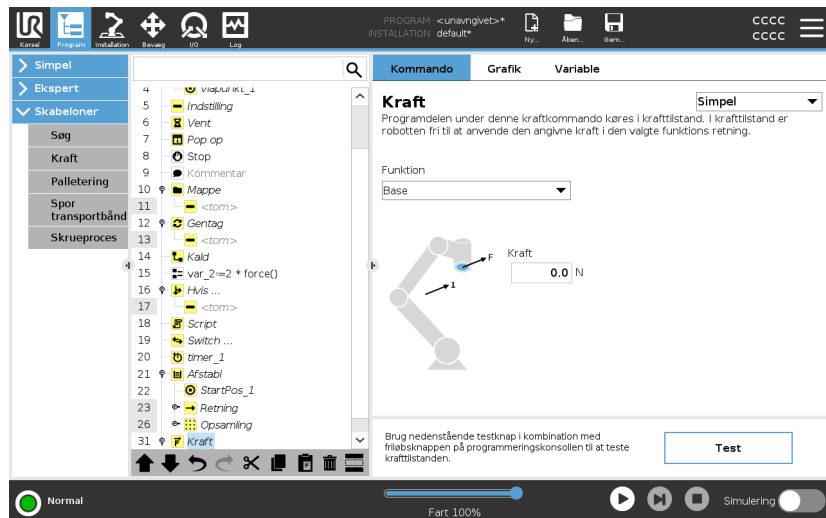 PROGRAM <unavngivet>*
INSTALLATION default*
Kørsel
Program
Installation
Bevæg
I/O
Log
Ny...
Åben...
Gem...
CCCC
CCCC
Simpel
Ekspert
Skabeloner
Søg
Kraft
Palletering
Spor
transportbånd
Skrueproces
4 Viapunkt_1
5 Indstilling
6 Vent
7 Pop op
8 Stop
9 Kommentar
10 Mappe
11 <tom>
12 Gentag
13 <tom>
14 Kald
15 var_2:=2 * force()
16 Hvis ...
17 <tom>
18 Script
19 Switch ...
20 timer_1
21 Afstabl
22 StartPos_1
23 Retning
26 Opsamling
31 Kraft
Kommando Grafik Variable
Kraft
Simpel
Programdelen under denne kraftkommando køres i krafttilstand. I krafttilstand er
robotten fri til at anvende den angivne kraft i den valgte funktions retning.
Funktion
Base
F
1
Kraft
0.0 N
Brug nedenstående testknap i kombination med
friløbsknappen på programmeringskonsollen til at teste
krafttilstanden.
Test
Normal
Fart 100%
Simulering